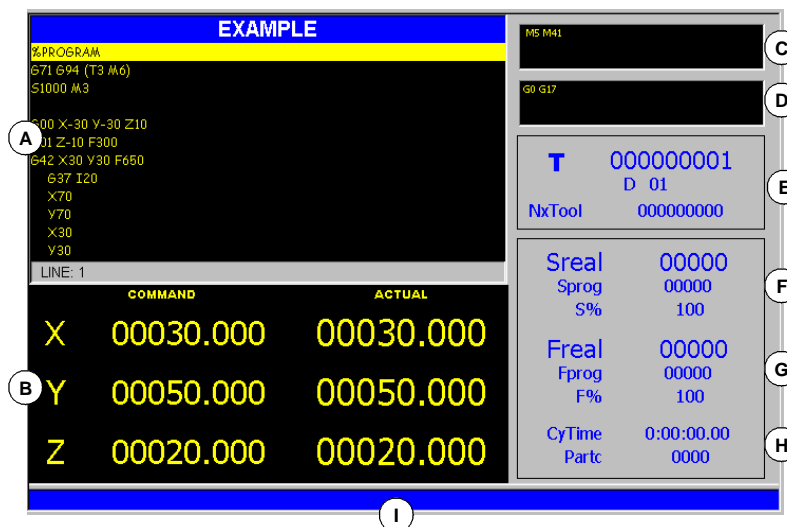 EXAMPLE
%PROGRAM
G71 G94 (T3 M6)
S1000 M3
G00 X-30 Y-30 Z10
G01 Z-10 F300
G42 X30 Y30 F650
G37 I20
X70
Y70
X30
Y30
LINE: 1
COMMAND ACTUAL
X 00030.000 00030.000
Y 00050.000 00050.000
Z 00020.000 00020.000
M5 M41
G0 G17
T 000000001
D 01
NxTool 000000000
Sreal 00000
Sprog 00000
S% 100
Freal 00000
Fprog 00000
F% 100
CyTime 0:00:00.00
Partc 0000
A
B
C
D
E
F
G
H
I